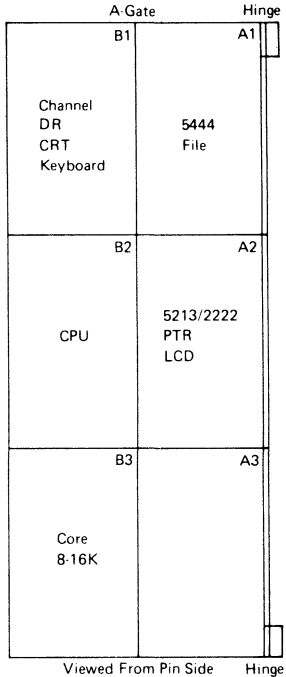 A-Gate
Hinge
B1
A1
Channel
DR
CRT
Keyboard
5444
File
B2
A2
CPU
5213/2222
PTR
LCD
B3
A3
Core
8-16K
Viewed From Pin Side
Hinge